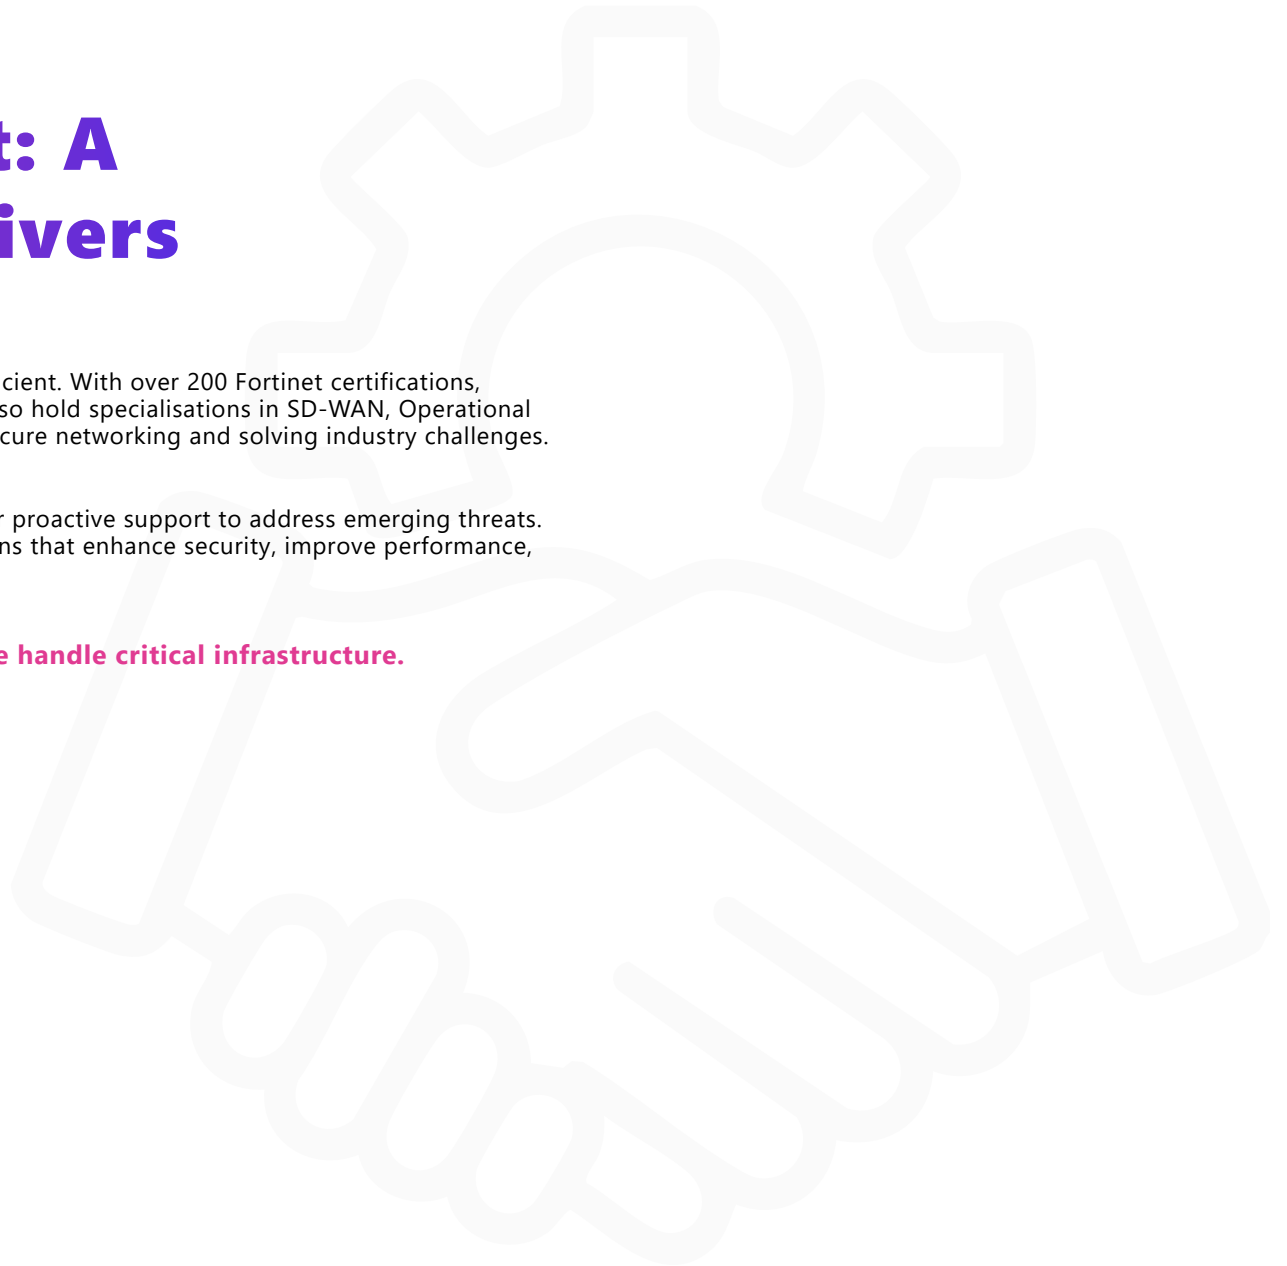 : A
ivers
cient. With over 200 Fortinet certifications,
so hold specialisations in SD-WAN, Operational
cure networking and solving industry challenges.
r proactive support to address emerging threats.
ns that enhance security, improve performance,
e handle critical infrastructure.